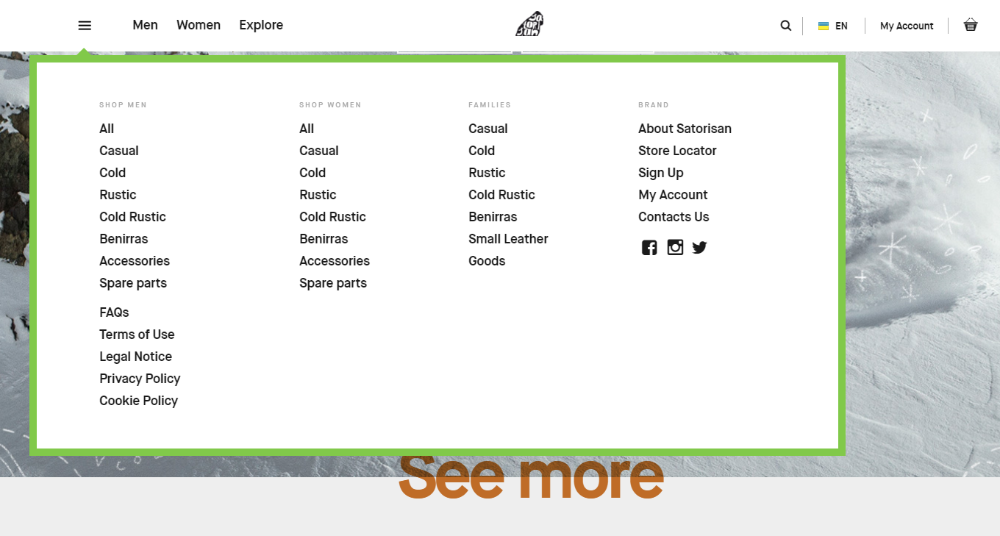 Men Women Explore
EN My Account
SHOP MEN
All
Casual
Cold
Rustic
Cold Rustic
Benirras
Accessories
Spare parts
FAQs
Terms of Use
Legal Notice
Privacy Policy
Cookie Policy
SHOP WOMEN
All
Casual
Cold
Rustic
Cold Rustic
Benirras
Accessories
Spare parts
FAMILIES
Casual
Cold
Rustic
Cold Rustic
Benirras
Small Leather
Goods
BRAND
About Satorisan
Store Locator
Sign Up
My Account
Contacts Us
See more